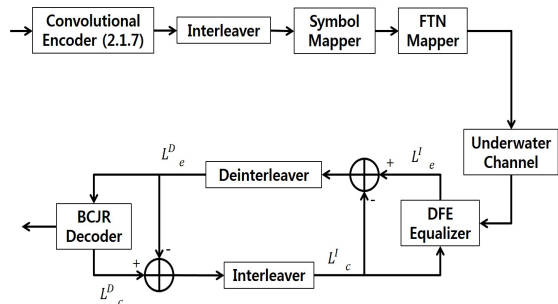 Convolutional
Encoder (2.1.7)
Interleaver
Symbol
Mapper
FTN
Mapper
Underwater
Channel
L^D_e
Deinterleaver
+
L^I_e
-
BCJR
Decoder
-
DFE
Equalizer
+
Interleaver
L^I_c
L^D_c